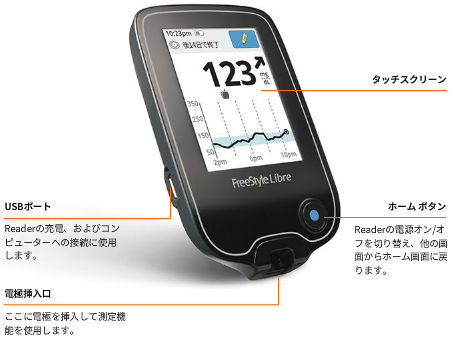 10:23pm
後14日で終了
123
mg
dL
350
250
150
50
2pm 6pm 10pm
FreeStyle Libre
タッチスクリーン
USBポート
Readerの充電、およびコン
ピューターへの接続に使用
します。
ホーム ボタン
Readerの電源オン/オ
フを切り替え、他の画
面からホーム画面に戻
ります。
電極挿入口
ここに電極を挿入して測定機
能を使用します。